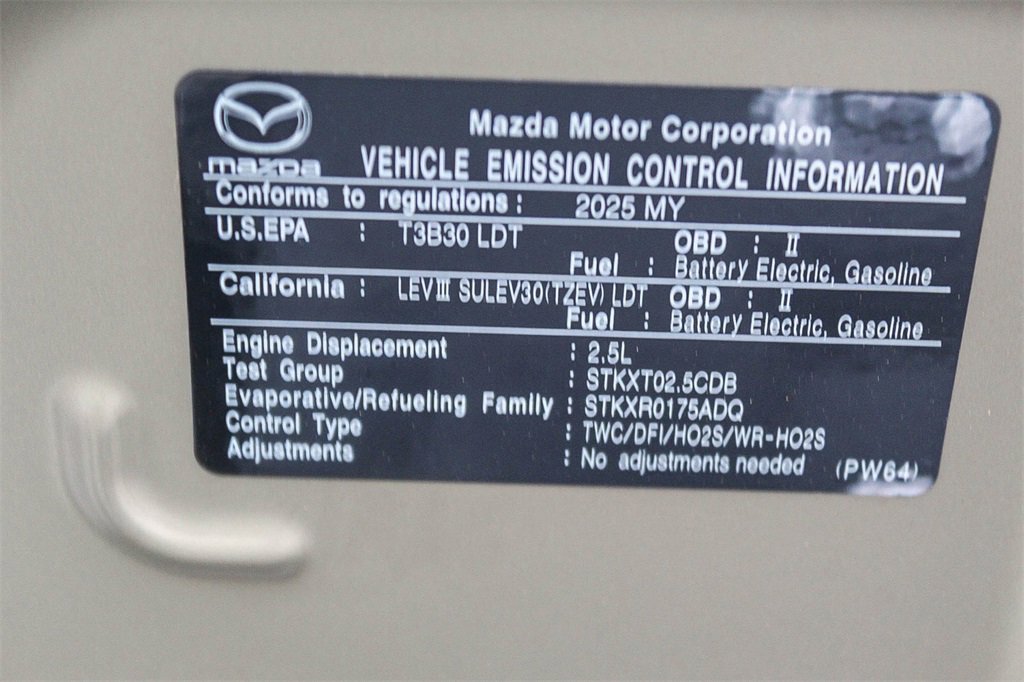 Mazda Motor Corporation
mazda VEHICLE EMISSION CONTROL INFORMATION
Conforms to regulations : 2025 MY
U.S.EPA : T3B30 LDT OBD : II
Fuel : Battery Electric, Gasoline
California : LEVIII SULEV30(TZEV) LDT OBD : II
Fuel : Battery Electric, Gasoline
Engine Displacement : 2.5L
Test Group : STKXT02.5CDB
Evaporative/Refueling Family : STKXR0175ADQ
Control Type : TWC/DFI/HO2S/WR-HO2S
Adjustments : No adjustments needed (PW64)